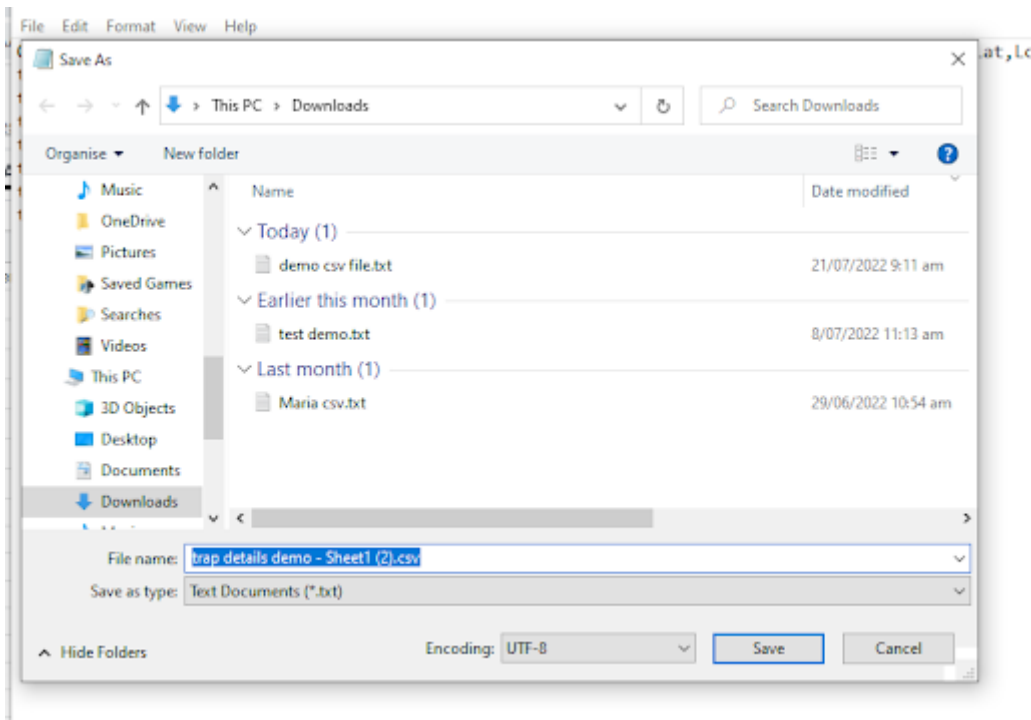 File Edit Format View Help
Save As
at,Lo
This PC > Downloads
Search Downloads
Organise
New folder
Music
OneDrive
Pictures
Saved Games
Searches
Videos
This PC
3D Objects
Desktop
Documents
Downloads
Name
Date modified
Today (1)
demo csv file.txt
21/07/2022 9:11 am
Earlier this month (1)
test demo.txt
8/07/2022 11:13 am
Last month (1)
Maria csv.txt
29/06/2022 10:54 am
File name: trap details demo - Sheet1 (2).csv
Save as type: Text Documents (*.txt)
Hide Folders
Encoding: UTF-8
Save
Cancel